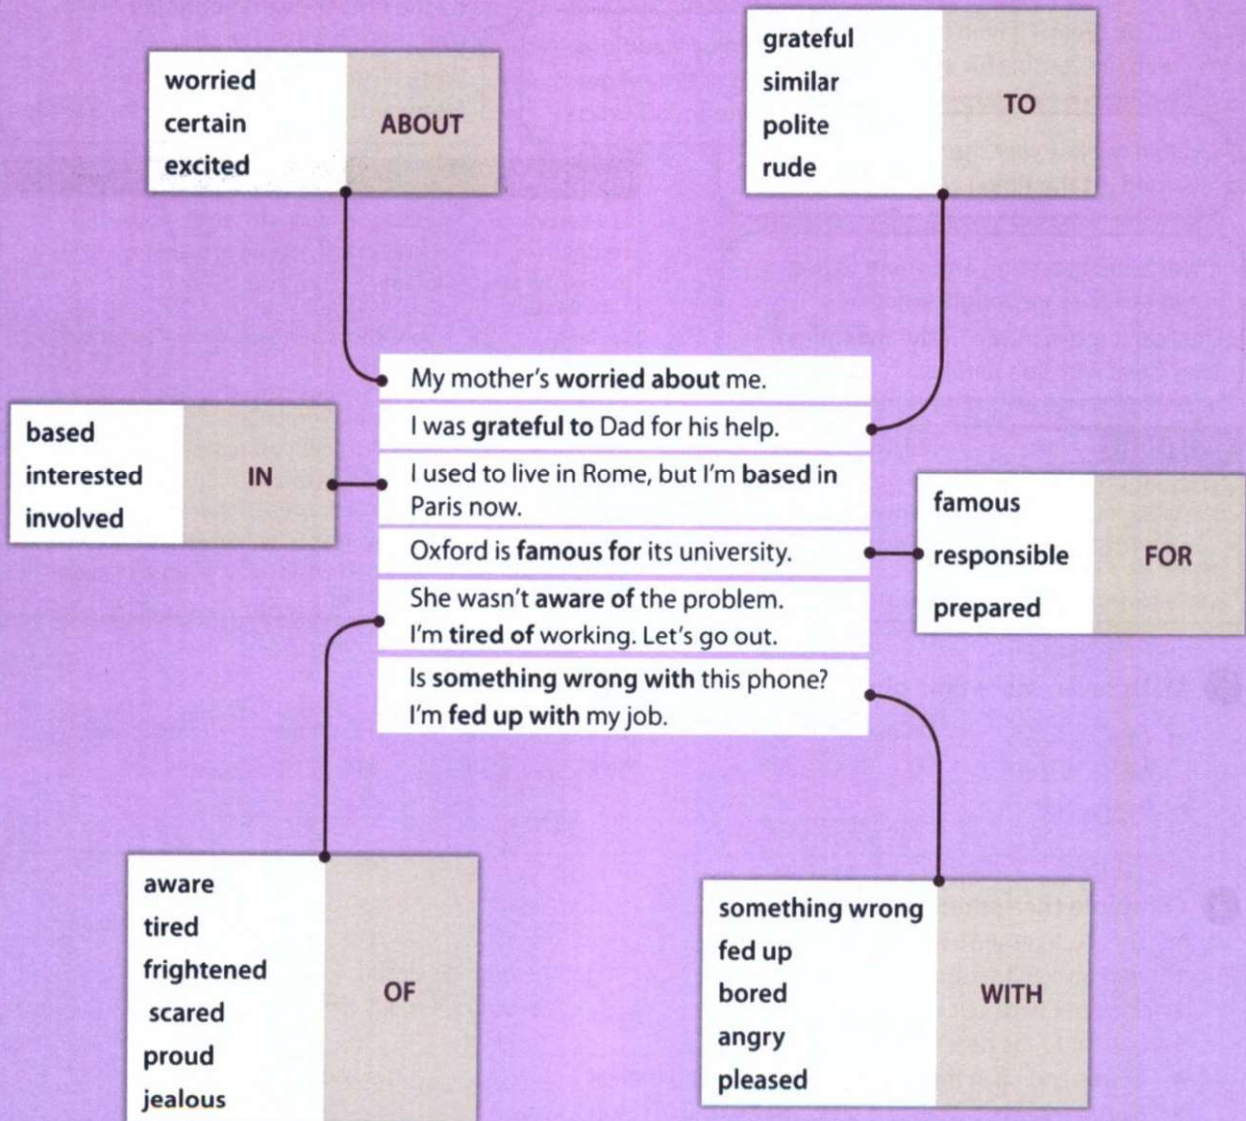 worried
certain
excited
ABOUT
grateful
similar
polite
rude
TO
My mother's worried about me.
I was grateful to Dad for his help.
I used to live in Rome, but I'm based in
Paris now.
Oxford is famous for its university.
She wasn't aware of the problem.
I'm tired of working. Let's go out.
Is something wrong with this phone?
I'm fed up with my job.
based
interested
involved
IN
famous
responsible
prepared
FOR
aware
tired
frightened
scared
proud
jealous
OF
something wrong
fed up
bored
angry
pleased
WITH